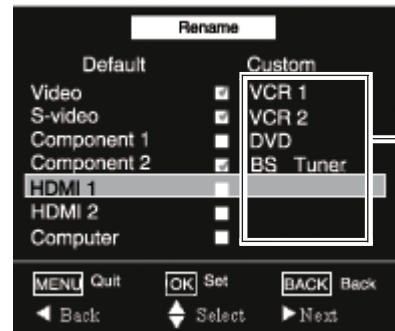 Rename
Default Custom
Video VCR 1
S-video VCR 2
Component 1 DVD
Component 2 BS Tuner
HDMI 1
HDMI 2
Computer
MENU Quit OK Set BACK Back
Back Select Next